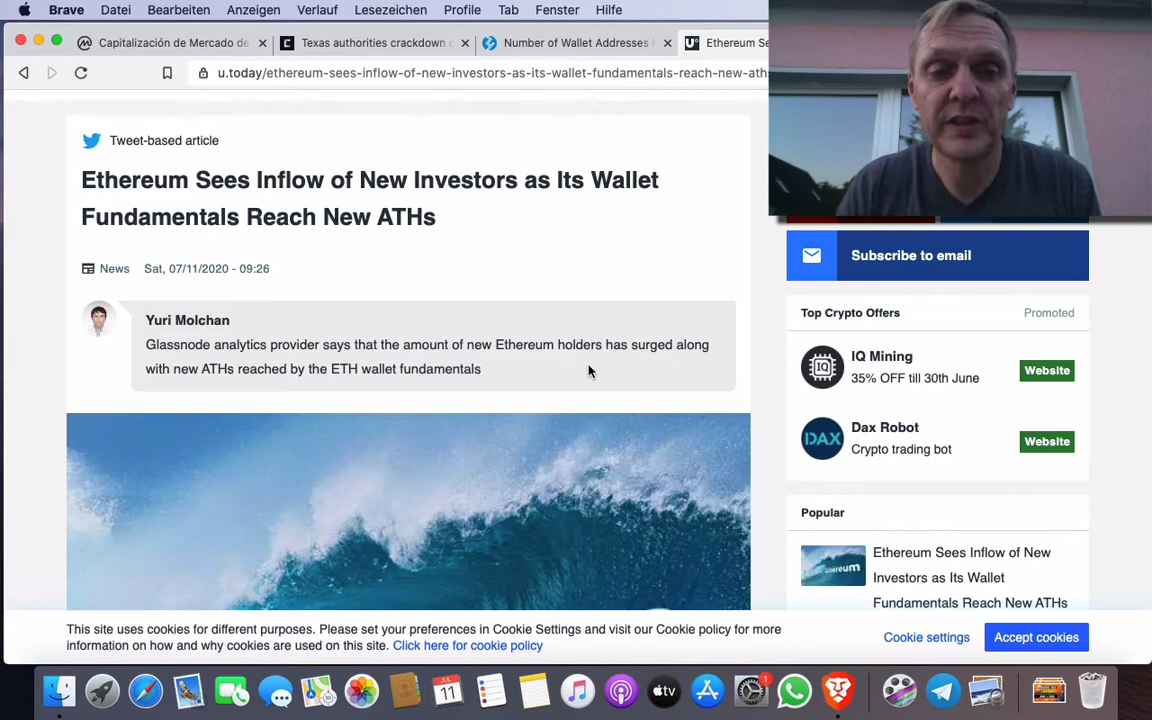 Brave Datei Bearbeiten Anzeigen Verlauf Lesezeichen Profile Tab Fenster Hilfe
Capitalización de Mercado de
Texas authorities crackdown
Number of Wallet Addresses
Ethereum Se
u.today/ethereum-sees-inflow-of-new-investors-as-its-wallet-fundamentals-reach-new-ath
Tweet-based article
Ethereum Sees Inflow of New Investors as Its Wallet
Fundamentals Reach New ATHs
News Sat, 07/11/2020 - 09:26
Yuri Molchan
Glassnode analytics provider says that the amount of new Ethereum holders has surged along
with new ATHs reached by the ETH wallet fundamentals
Subscribe to email
Top Crypto Offers Promoted
IQ Mining
35% OFF till 30th June
Website
DAX
Dax Robot
Crypto trading bot
Website
Popular
ethereum
Ethereum Sees Inflow of New
Investors as Its Wallet
Fundamentals Reach New ATHs
This site uses cookies for different purposes. Please set your preferences in Cookie Settings and visit our Cookie policy for more
information on how and why cookies are used on this site. Click here for cookie policy
Cookie settings
Accept cookies
JUL
11
tv
1